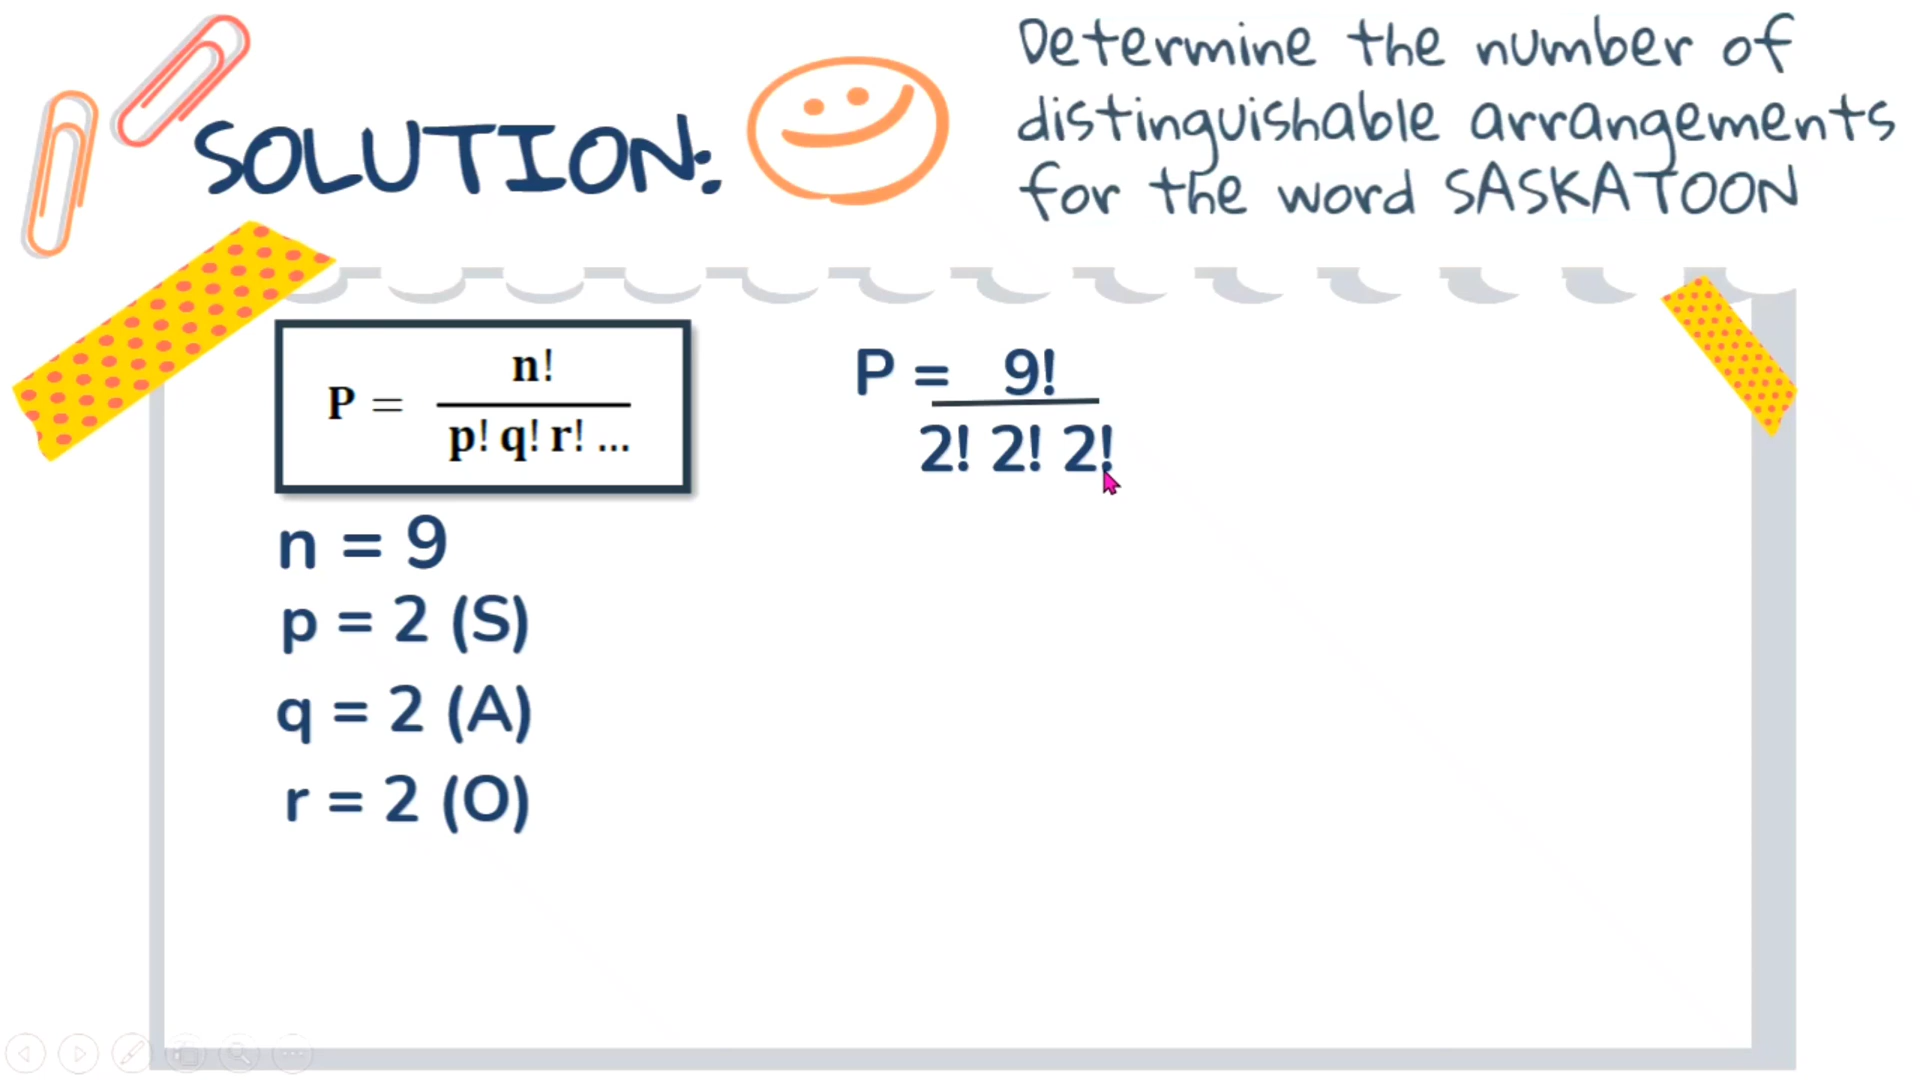 SOLUTION:
Determine the number of
distinguishable arrangements
for the word SASKATOON
P = n!
p! q! r! ...
n = 9
p = 2 (S)
q = 2 (A)
r = 2 (O)
P = 9!
2! 2! 2!